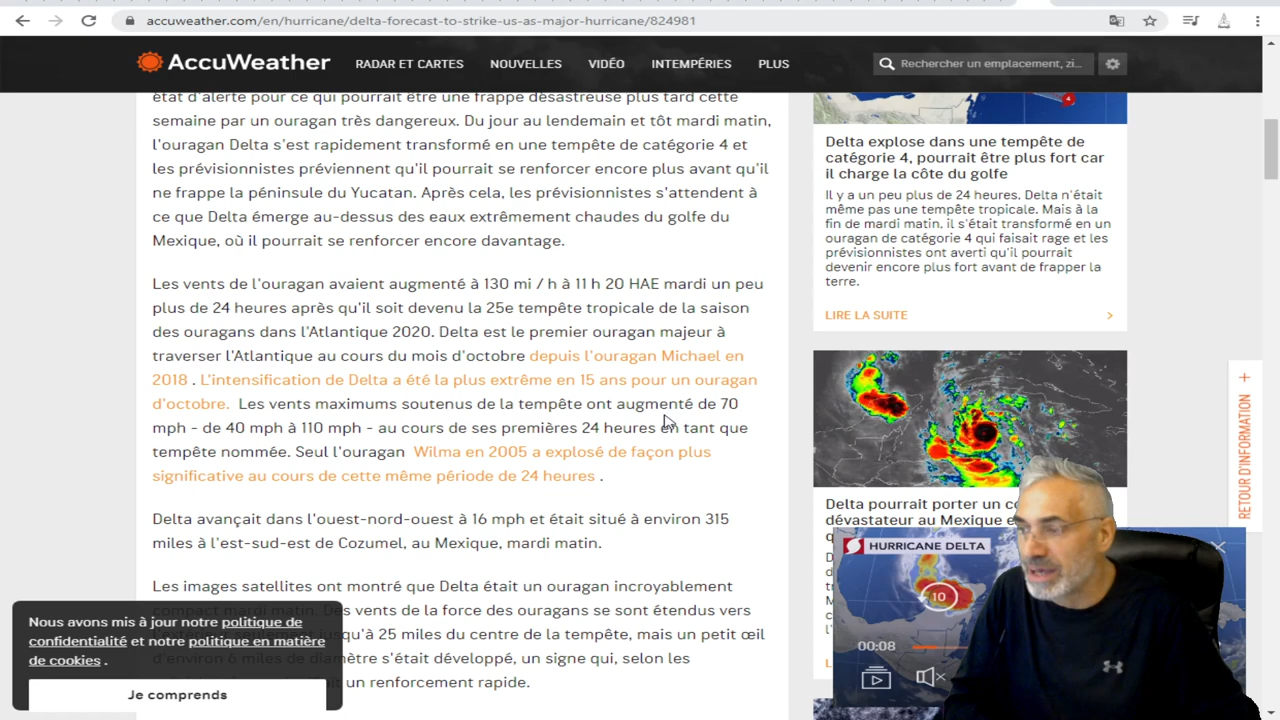 accuweather.com/en/hurricane/delta-forecast-to-strike-us-as-major-hurricane/824981
AccuWeather
RADAR ET CARTES
NOUVELLES
VIDÉO
INTEMPÉRIES
PLUS
Rechercher un emplacement, zi...
état d'alerte pour ce qui pourrait être une frappe désastreuse plus tard cette
semaine par un ouragan très dangereux. Du jour au lendemain et tôt mardi matin,
l'ouragan Delta s'est rapidement transformé en une tempête de catégorie 4 et
les prévisionnistes préviennent qu'il pourrait se renforcer encore plus avant qu'il
ne frappe la péninsule du Yucatan. Après cela, les prévisionnistes s'attendent à
ce que Delta émerge au-dessus des eaux extrêmement chaudes du golfe du
Mexique, où il pourrait se renforcer encore davantage.
Les vents de l'ouragan avaient augmenté à 130 mi / h à 11 h 20 HAE mardi un peu
plus de 24 heures après qu'il soit devenu la 25e tempête tropicale de la saison
des ouragans dans l'Atlantique 2020. Delta est le premier ouragan majeur à
traverser l'Atlantique au cours du mois d'octobre depuis l'ouragan Michael en
2018 . L'intensification de Delta a été la plus extrême en 15 ans pour un ouragan
d'octobre. Les vents maximums soutenus de la tempête ont augmenté de 70
mph - de 40 mph à 110 mph - au cours de ses premières 24 heures en tant que
tempête nommée. Seul l'ouragan Wilma en 2005 a explosé de façon plus
significative au cours de cette même période de 24 heures .
Delta avançait dans l'ouest-nord-ouest à 16 mph et était situé à environ 315
miles à l'est-sud-est de Cozumel, au Mexique, mardi matin.
Les images satellites ont montré que Delta était un ouragan incroyablement
compact mardi matin. Des vents de la force des ouragans se sont étendus vers
l'extérieur seulement jusqu'à 25 miles du centre de la tempête, mais un petit œil
d'environ 6 miles de diamètre s'était développé, un signe qui, selon les
un renforcement rapide.
Nous avons mis à jour notre politique de
confidentialité et notre politique en matière
de cookies .
Je comprends
4
Delta explose dans une tempête de
catégorie 4, pourrait être plus fort car
il charge la côte du golfe
Il y a un peu plus de 24 heures, Delta n'était
même pas une tempête tropicale. Mais à la
fin de mardi matin, il s'était transformé en un
ouragan de catégorie 4 qui faisait rage et les
prévisionnistes ont averti qu'il pourrait
devenir encore plus fort avant de frapper la
terre.
LIRE LA SUITE
Delta pourrait porter un
dévastateur au Mexique
HURRICANE DELTA
10
00:08
RETOUR D'INFORMATION